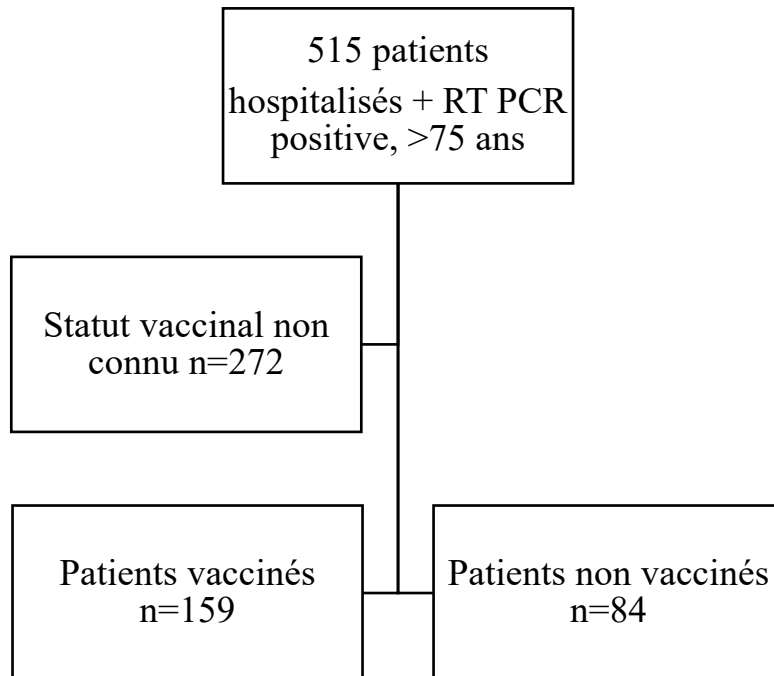 515 patients
hospitalisés + RT PCR
positive, >75 ans
Statut vaccinal non
connu n=272
Patients vaccinés
n=159
Patients non vaccinés
n=84